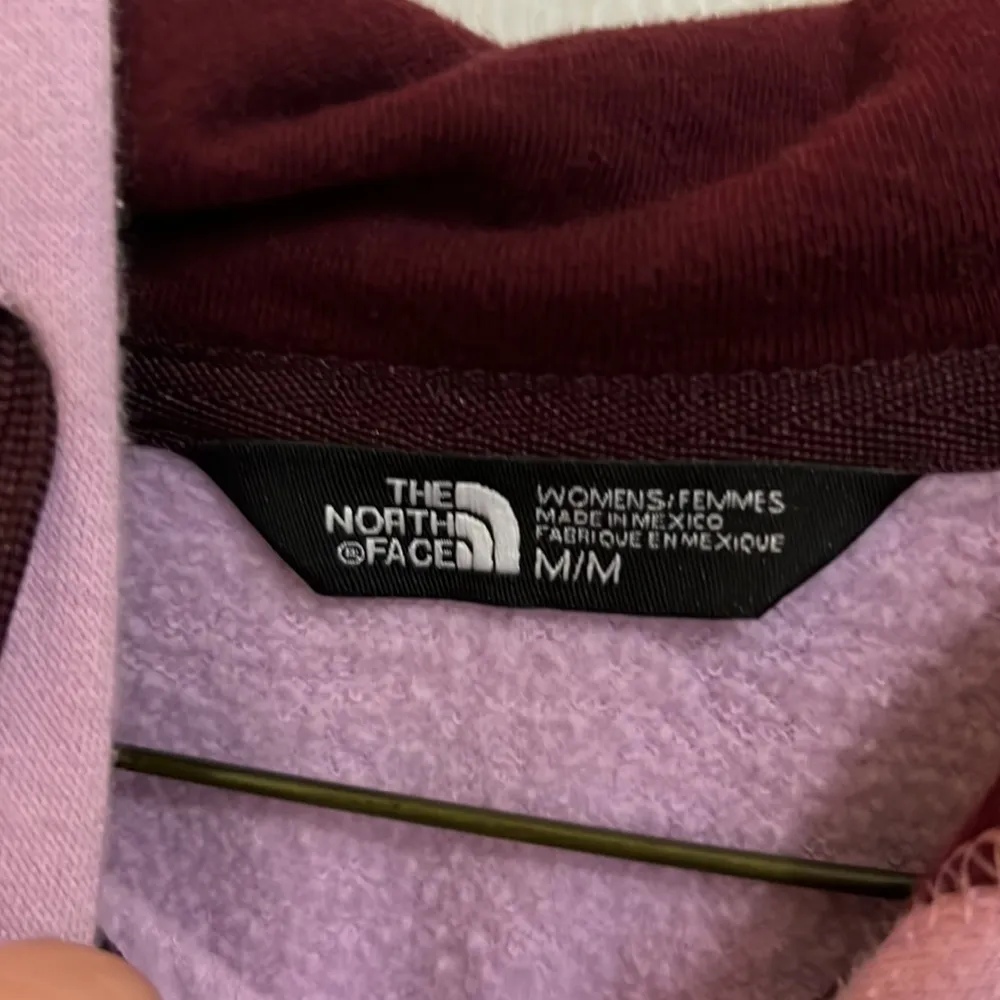 THE
NORTH
FACE
WOMENS/FEMMES
MADE IN MEXICO
FABRIQUE EN MEXIQUE
M/M